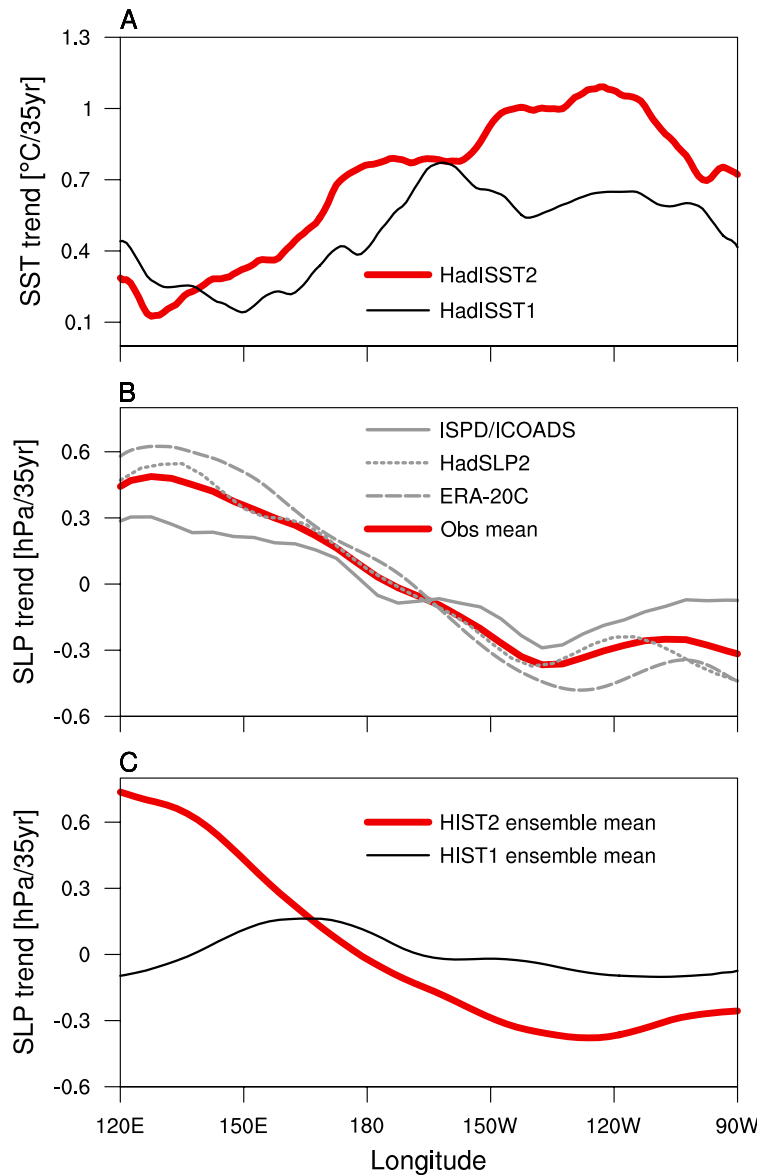 A
SST trend [°C/35yr]
1.3
1
0.7
0.4
0.1
HadISST2
HadISST1
B
SLP trend [hPa/35yr]
0.6
0.3
0
-0.3
-0.6
ISPD/ICOADS
HadSLP2
ERA-20C
Obs mean
C
SLP trend [hPa/35yr]
0.6
0.3
0
-0.3
-0.6
HIST2 ensemble mean
HIST1 ensemble mean
120E 150E 180 150W 120W 90W
Longitude